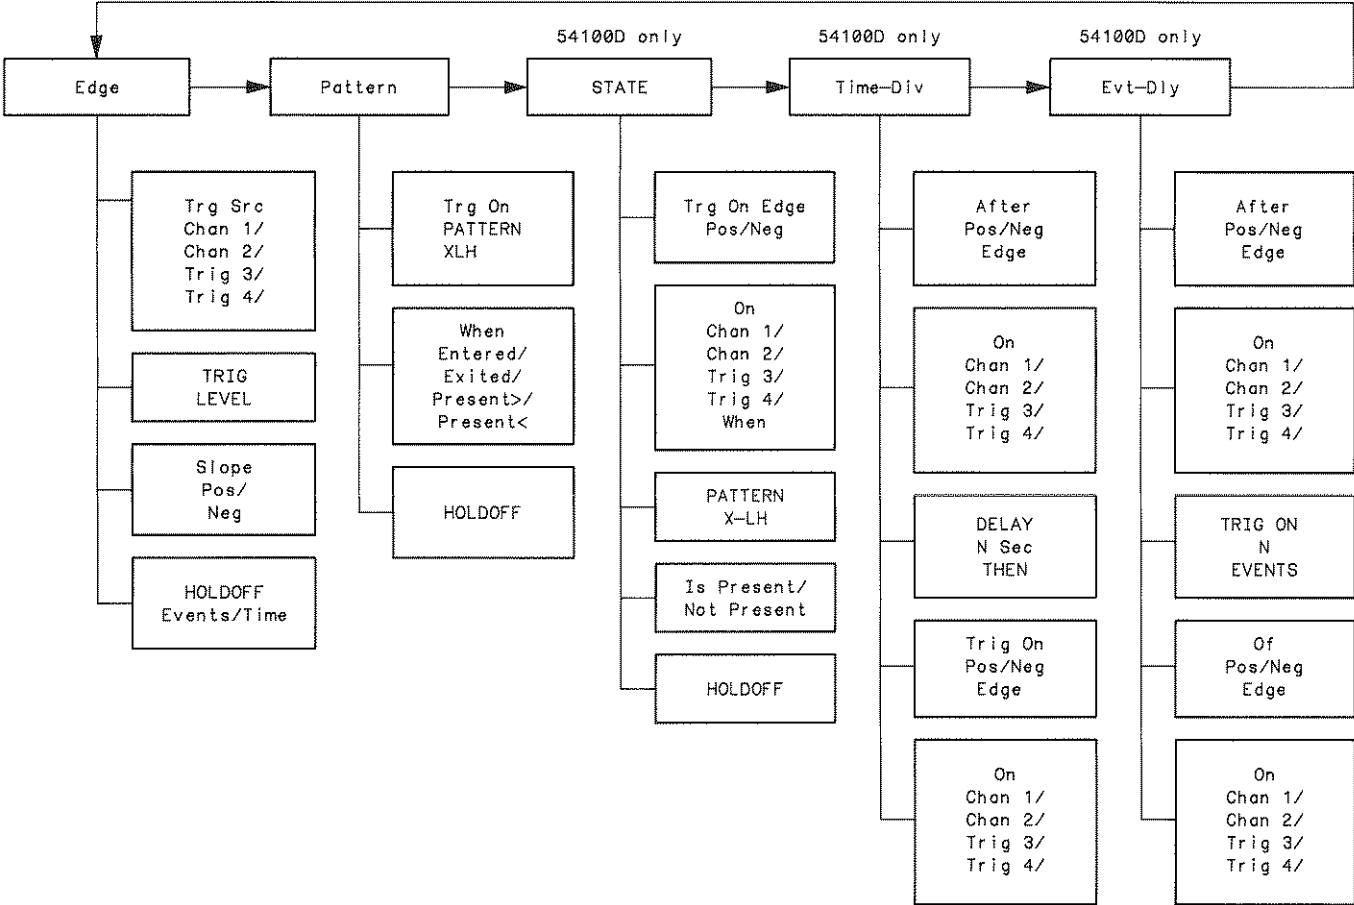 54100D only
54100D only
54100D only
Edge
Pattern
STATE
Time-Div
Evt-Dly
Trg Src
Chan 1/
Chan 2/
Trig 3/
Trig 4/
TRIG
LEVEL
Slope
Pos/
Neg
HOLDOFF
Events/Time
Trg On
PATTERN
XLH
When
Entered/
Exited/
Present>/
Present<
HOLDOFF
Trg On Edge
Pos/Neg
On
Chan 1/
Chan 2/
Trig 3/
Trig 4/
When
PATTERN
X-LH
Is Present/
Not Present
HOLDOFF
After
Pos/Neg
Edge
On
Chan 1/
Chan 2/
Trig 3/
Trig 4/
DELAY
N Sec
THEN
Trig On
Pos/Neg
Edge
On
Chan 1/
Chan 2/
Trig 3/
Trig 4/
After
Pos/Neg
Edge
On
Chan 1/
Chan 2/
Trig 3/
Trig 4/
TRIG ON
N
EVENTS
Of
Pos/Neg
Edge
On
Chan 1/
Chan 2/
Trig 3/
Trig 4/